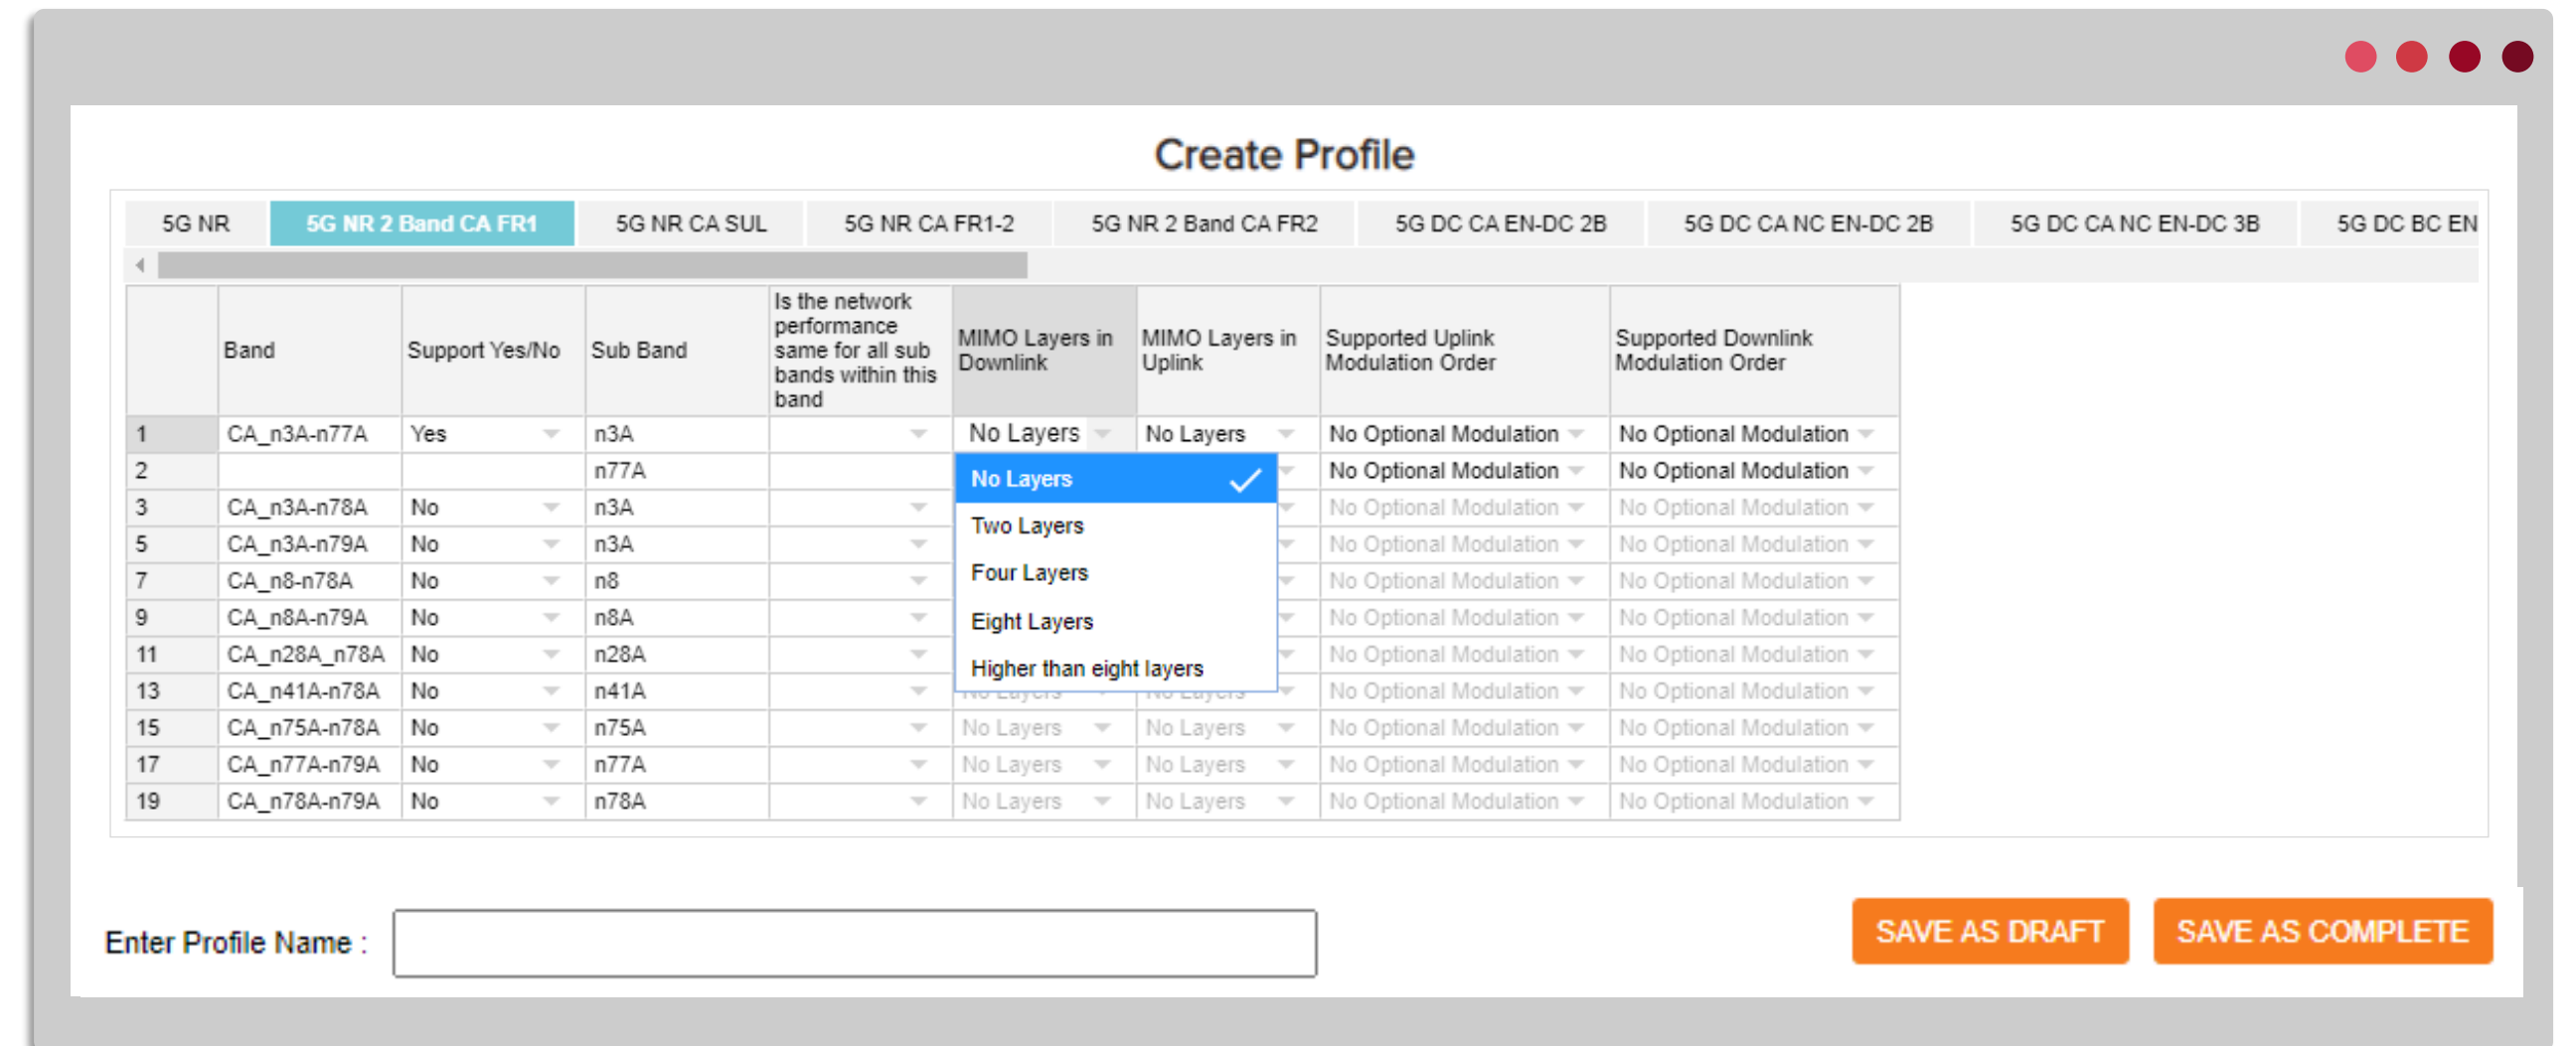 Create Profile
5G NR 5G NR 2 Band CA FR1 5G NR CA SUL 5G NR CA FR1-2 5G NR 2 Band CA FR2 5G DC CA EN-DC 2B 5G DC CA NC EN-DC 2B 5G DC CA NC EN-DC 3B 5G DC BC EN
Band Support Yes/No Sub Band Is the network performance same for all sub bands within this band MIMO Layers in Downlink MIMO Layers in Uplink Supported Uplink Modulation Order Supported Downlink Modulation Order
1 CA_n3A-n77A Yes n3A No Layers No Layers No Optional Modulation No Optional Modulation
2 n77A No Optional Modulation No Optional Modulation
3 CA_n3A-n78A No n3A No Optional Modulation No Optional Modulation
5 CA_n3A-n79A No n3A No Optional Modulation No Optional Modulation
7 CA_n8-n78A No n8 No Optional Modulation No Optional Modulation
9 CA_n8A-n79A No n8A No Optional Modulation No Optional Modulation
11 CA_n28A_n78A No n28A No Optional Modulation No Optional Modulation
13 CA_n41A-n78A No n41A No Layers No Layers No Optional Modulation No Optional Modulation
15 CA_n75A-n78A No n75A No Layers No Layers No Optional Modulation No Optional Modulation
17 CA_n77A-n79A No n77A No Layers No Layers No Optional Modulation No Optional Modulation
19 CA_n78A-n79A No n78A No Layers No Layers No Optional Modulation No Optional Modulation
No Layers
Two Layers
Four Layers
Eight Layers
Higher than eight layers
Enter Profile Name :
SAVE AS DRAFT SAVE AS COMPLETE